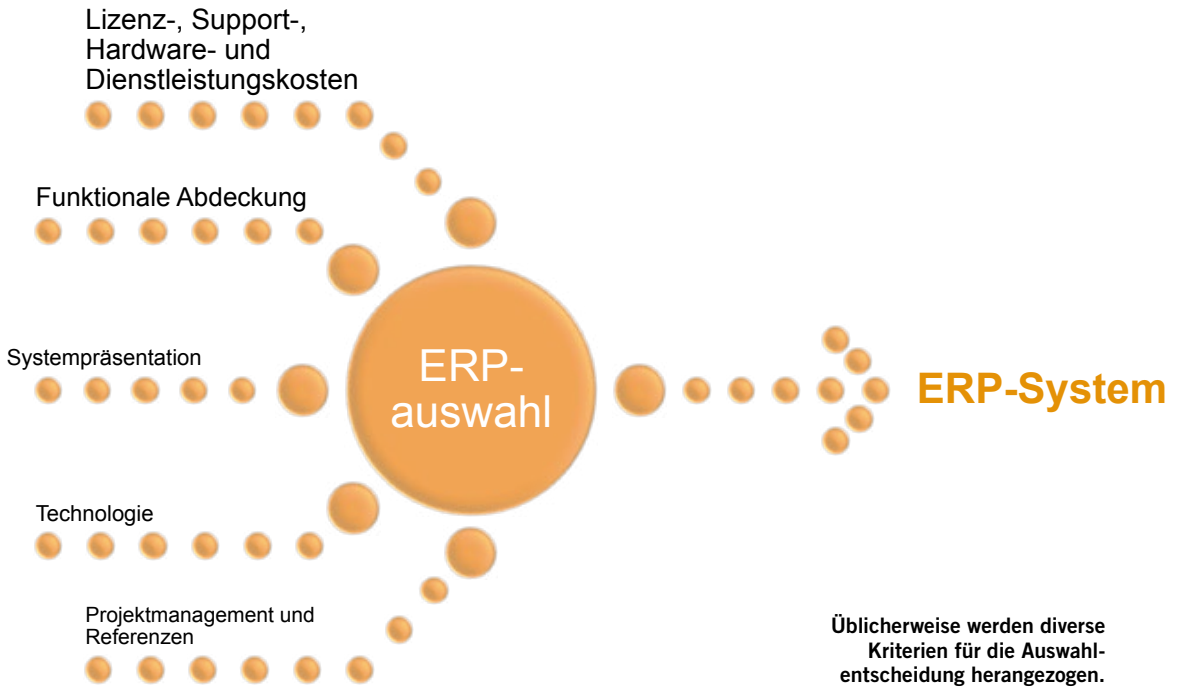 Lizenz-, Support-,
Hardware- und
Dienstleistungskosten
Funktionale Abdeckung
Systempräsentation
ERP-
auswahl
ERP-System
Technologie
Projektmanagement und
Referenzen
Üblicherweise werden diverse
Kriterien für die Auswahl-
entscheidung herangezogen.